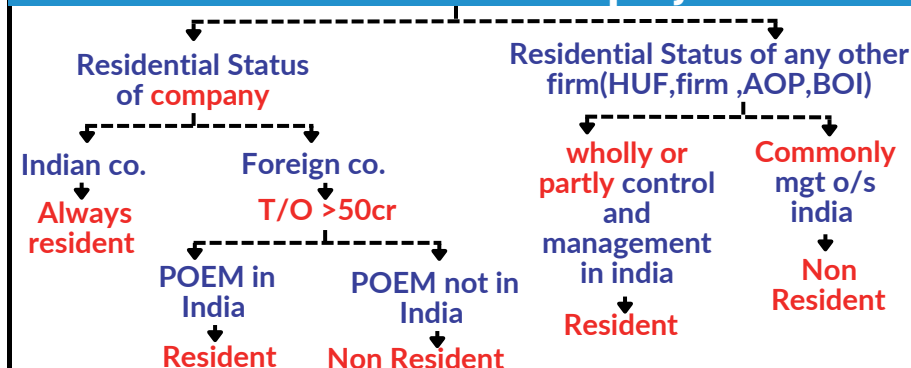 Residential Status
of company
Indian co.
Always
resident
Foreign co.
T/O >50cr
POEM in
India
Resident
POEM not in
India
Non Resident
Residential Status of any other
firm(HUF,firm ,AOP,BOI)
wholly or
partly control
and
management
in india
Resident
Commonly
mgt o/s
india
Non
Resident